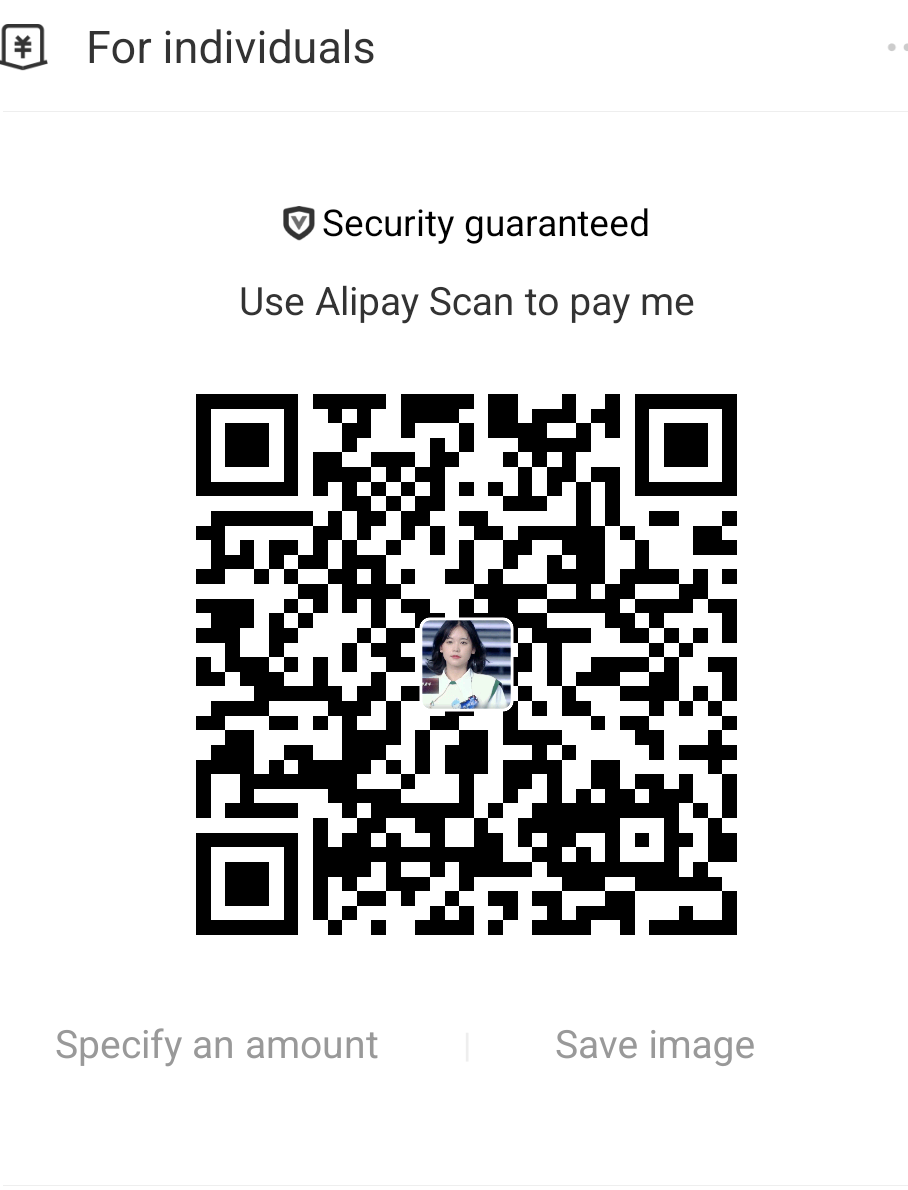 For individuals
Security guaranteed
Use Alipay Scan to pay me
Specify an amount
Save image